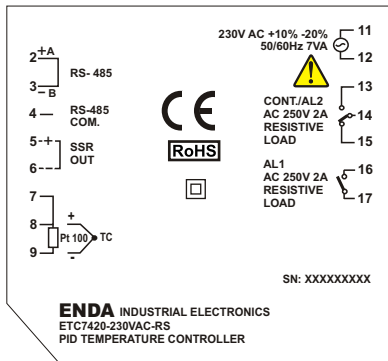 230V AC +10% -20%
50/60Hz 7VA
11
12
2 + A
3 - B
RS- 485
4
RS-485
COM.
5 +
6 -
SSR
OUT
7
8
9
Pt 100
+
-
TC
CE
RoHS
13
14
15
CONT./AL2
AC 250V 2A
RESISTIVE
LOAD
16
17
AL1
AC 250V 2A
RESISTIVE
LOAD
SN: XXXXXXXXX
ENDA INDUSTRIAL ELECTRONICS
ETC7420-230VAC-RS
PID TEMPERATURE CONTROLLER